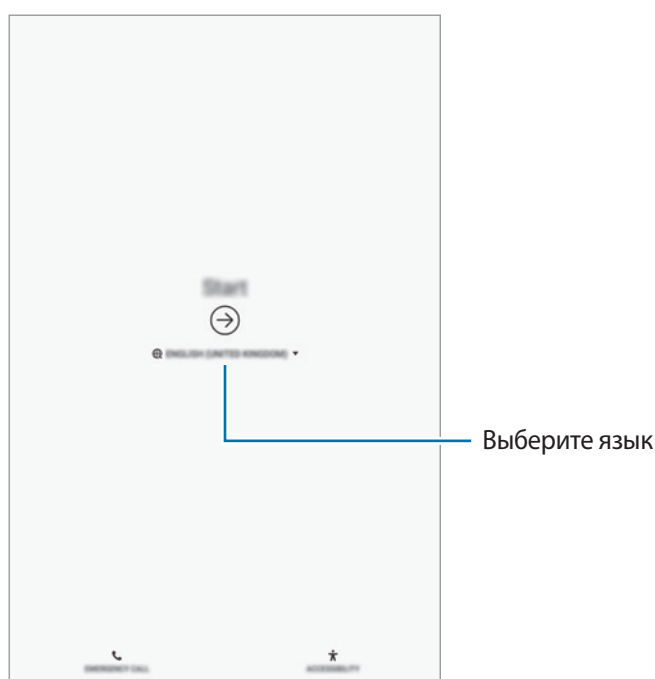 Start
ENGLISH (UNITED KINGDOM)
Выберите язык
EMERGENCY CALL
ACCESSIBILITY